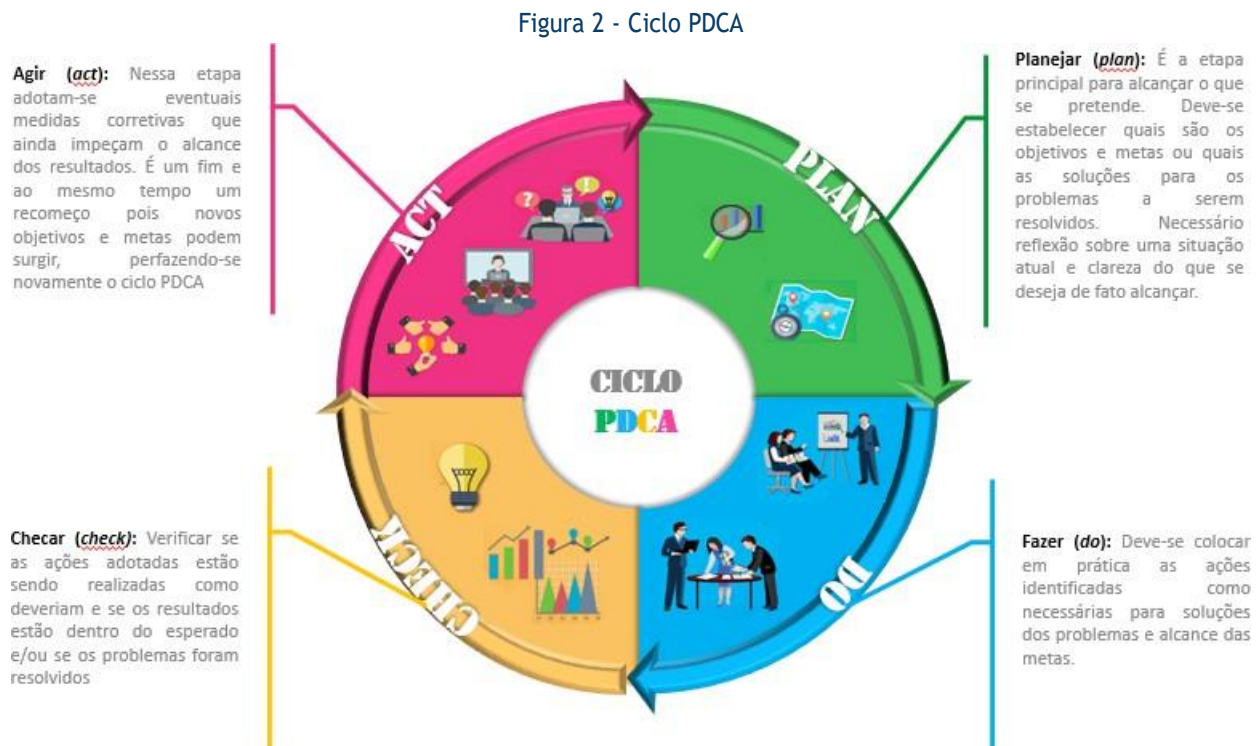 Figura 2 - Ciclo PDCA
Agir (act): Nessa etapa
adotam-se eventuais
medidas corretivas que
ainda impeçam o alcance
dos resultados. É um fim e
ao mesmo tempo um
recomeço pois novos
objetivos e metas podem
surgir, perfazendo-se
novamente o ciclo PDCA
Planejar (plan): É a etapa
principal para alcançar o que
se pretende. Deve-se
estabelecer quais são os
objetivos e metas ou quais
as soluções para os
problemas a serem
resolvidos. Necessário
reflexão sobre uma situação
atual e clareza do que se
deseja de fato alcançar.
ACT
PLAN
CICLO
PDCA
CHECK
DO
Checar (check): Verificar se
as ações adotadas estão
sendo realizadas como
deveriam e se os resultados
estão dentro do esperado
e/ou se os problemas foram
resolvidos
Fazer (do): Deve-se colocar
em prática as ações
identificadas como
necessárias para soluções
dos problemas e alcance das
metas.